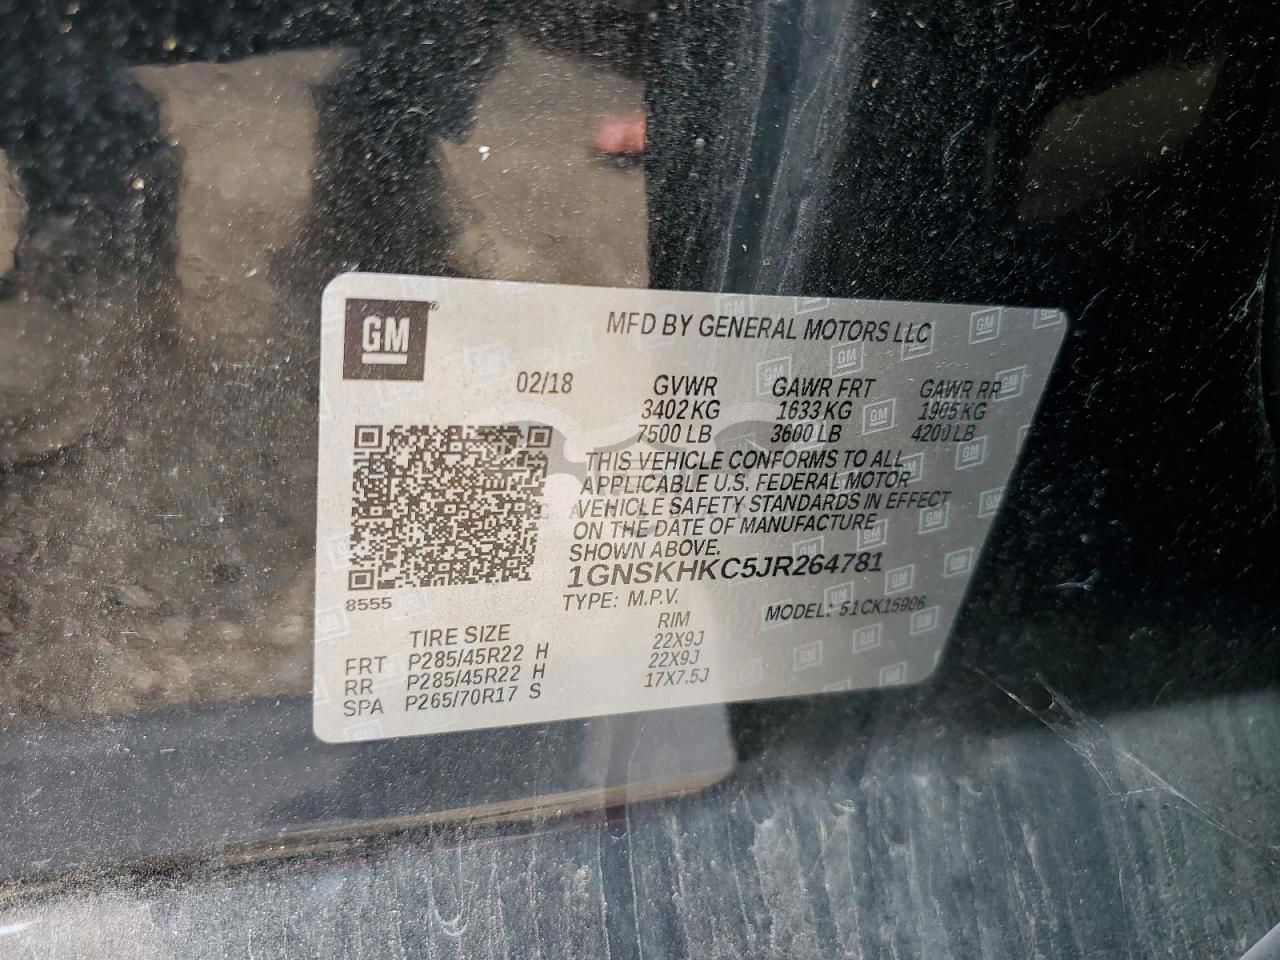 GM
MFD BY GENERAL MOTORS LLC
02/18 GVWR GAWR FRT GAWR RR
3402 KG 1633 KG 1905 KG
7500 LB 3600 LB 4200 LB
THIS VEHICLE CONFORMS TO ALL
APPLICABLE U.S. FEDERAL MOTOR
VEHICLE SAFETY STANDARDS IN EFFECT
ON THE DATE OF MANUFACTURE
SHOWN ABOVE.
1GNSKHKC5JR264781
8555
TYPE: M.P.V. MODEL: 51CK15906
TIRE SIZE RIM
FRT P285/45R22 H 22X9J
RR P285/45R22 H 22X9J
SPA P265/70R17 S 17X7.5J